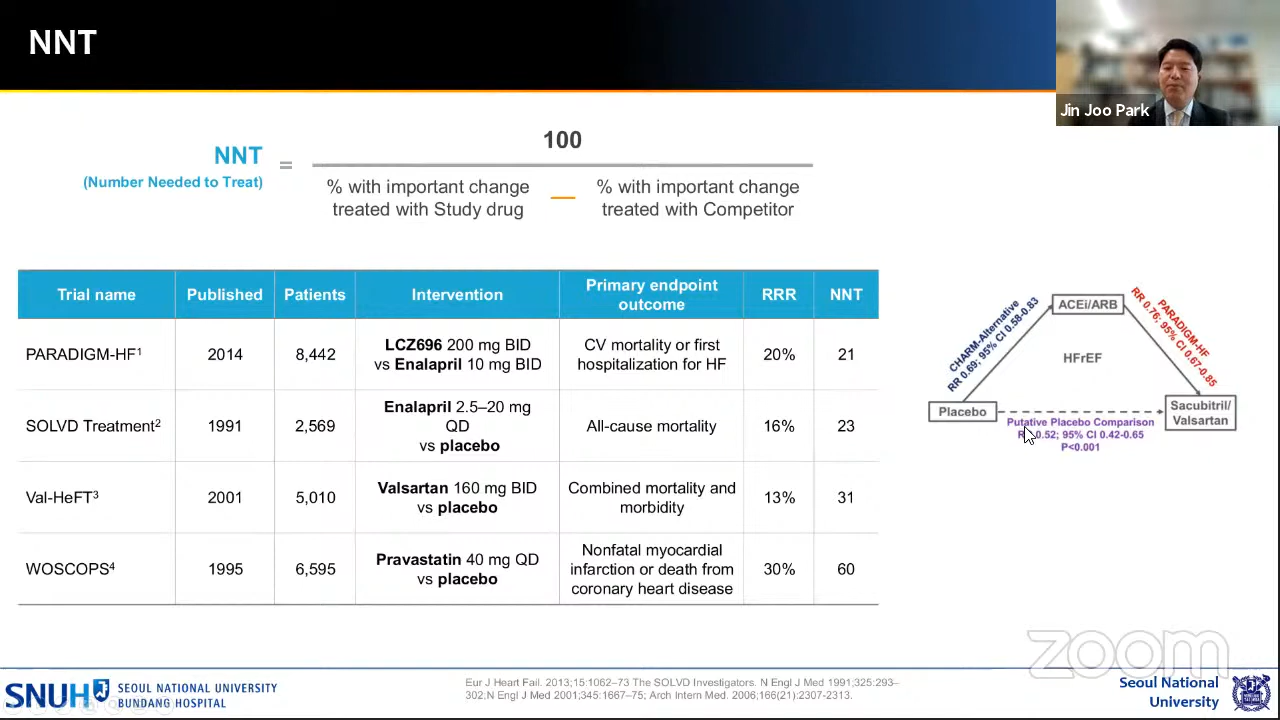 NNT
Jin Joo Park
NNT
(Number Needed to Treat)
=
100
% with important change
treated with Study drug
—
% with important change
treated with Competitor
Trial name Published Patients Intervention Primary endpoint outcome RRR NNT
PARADIGM-HF1 2014 8,442 LCZ696 200 mg BID vs Enalapril 10 mg BID CV mortality or first hospitalization for HF 20% 21
SOLVD Treatment2 1991 2,569 Enalapril 2.5–20 mg QD vs placebo All-cause mortality 16% 23
Val-HeFT3 2001 5,010 Valsartan 160 mg BID vs placebo Combined mortality and morbidity 13% 31
WOSCOPS4 1995 6,595 Pravastatin 40 mg QD vs placebo Nonfatal myocardial infarction or death from coronary heart disease 30% 60
CHARM-Alternative
RR 0.69; 95% CI 0.58-0.83
ACEi/ARB
PARADIGM-HF
RR 0.76; 95% CI 0.67-0.85
HFrEF
Placebo
Sacubitril/
Valsartan
Putative Placebo Comparison
0.52; 95% CI 0.42-0.65
P<0.001
zoom
SNUH SEOUL NATIONAL UNIVERSITY
BUNDANG HOSPITAL
Eur J Heart Fail. 2013;15:1062–73 The SOLVD Investigators. N Engl J Med 1991;325:293–
302:N Engl J Med 2001;345:1667–75; Arch Intern Med. 2006;166(21):2307-2313.
Seoul National
University